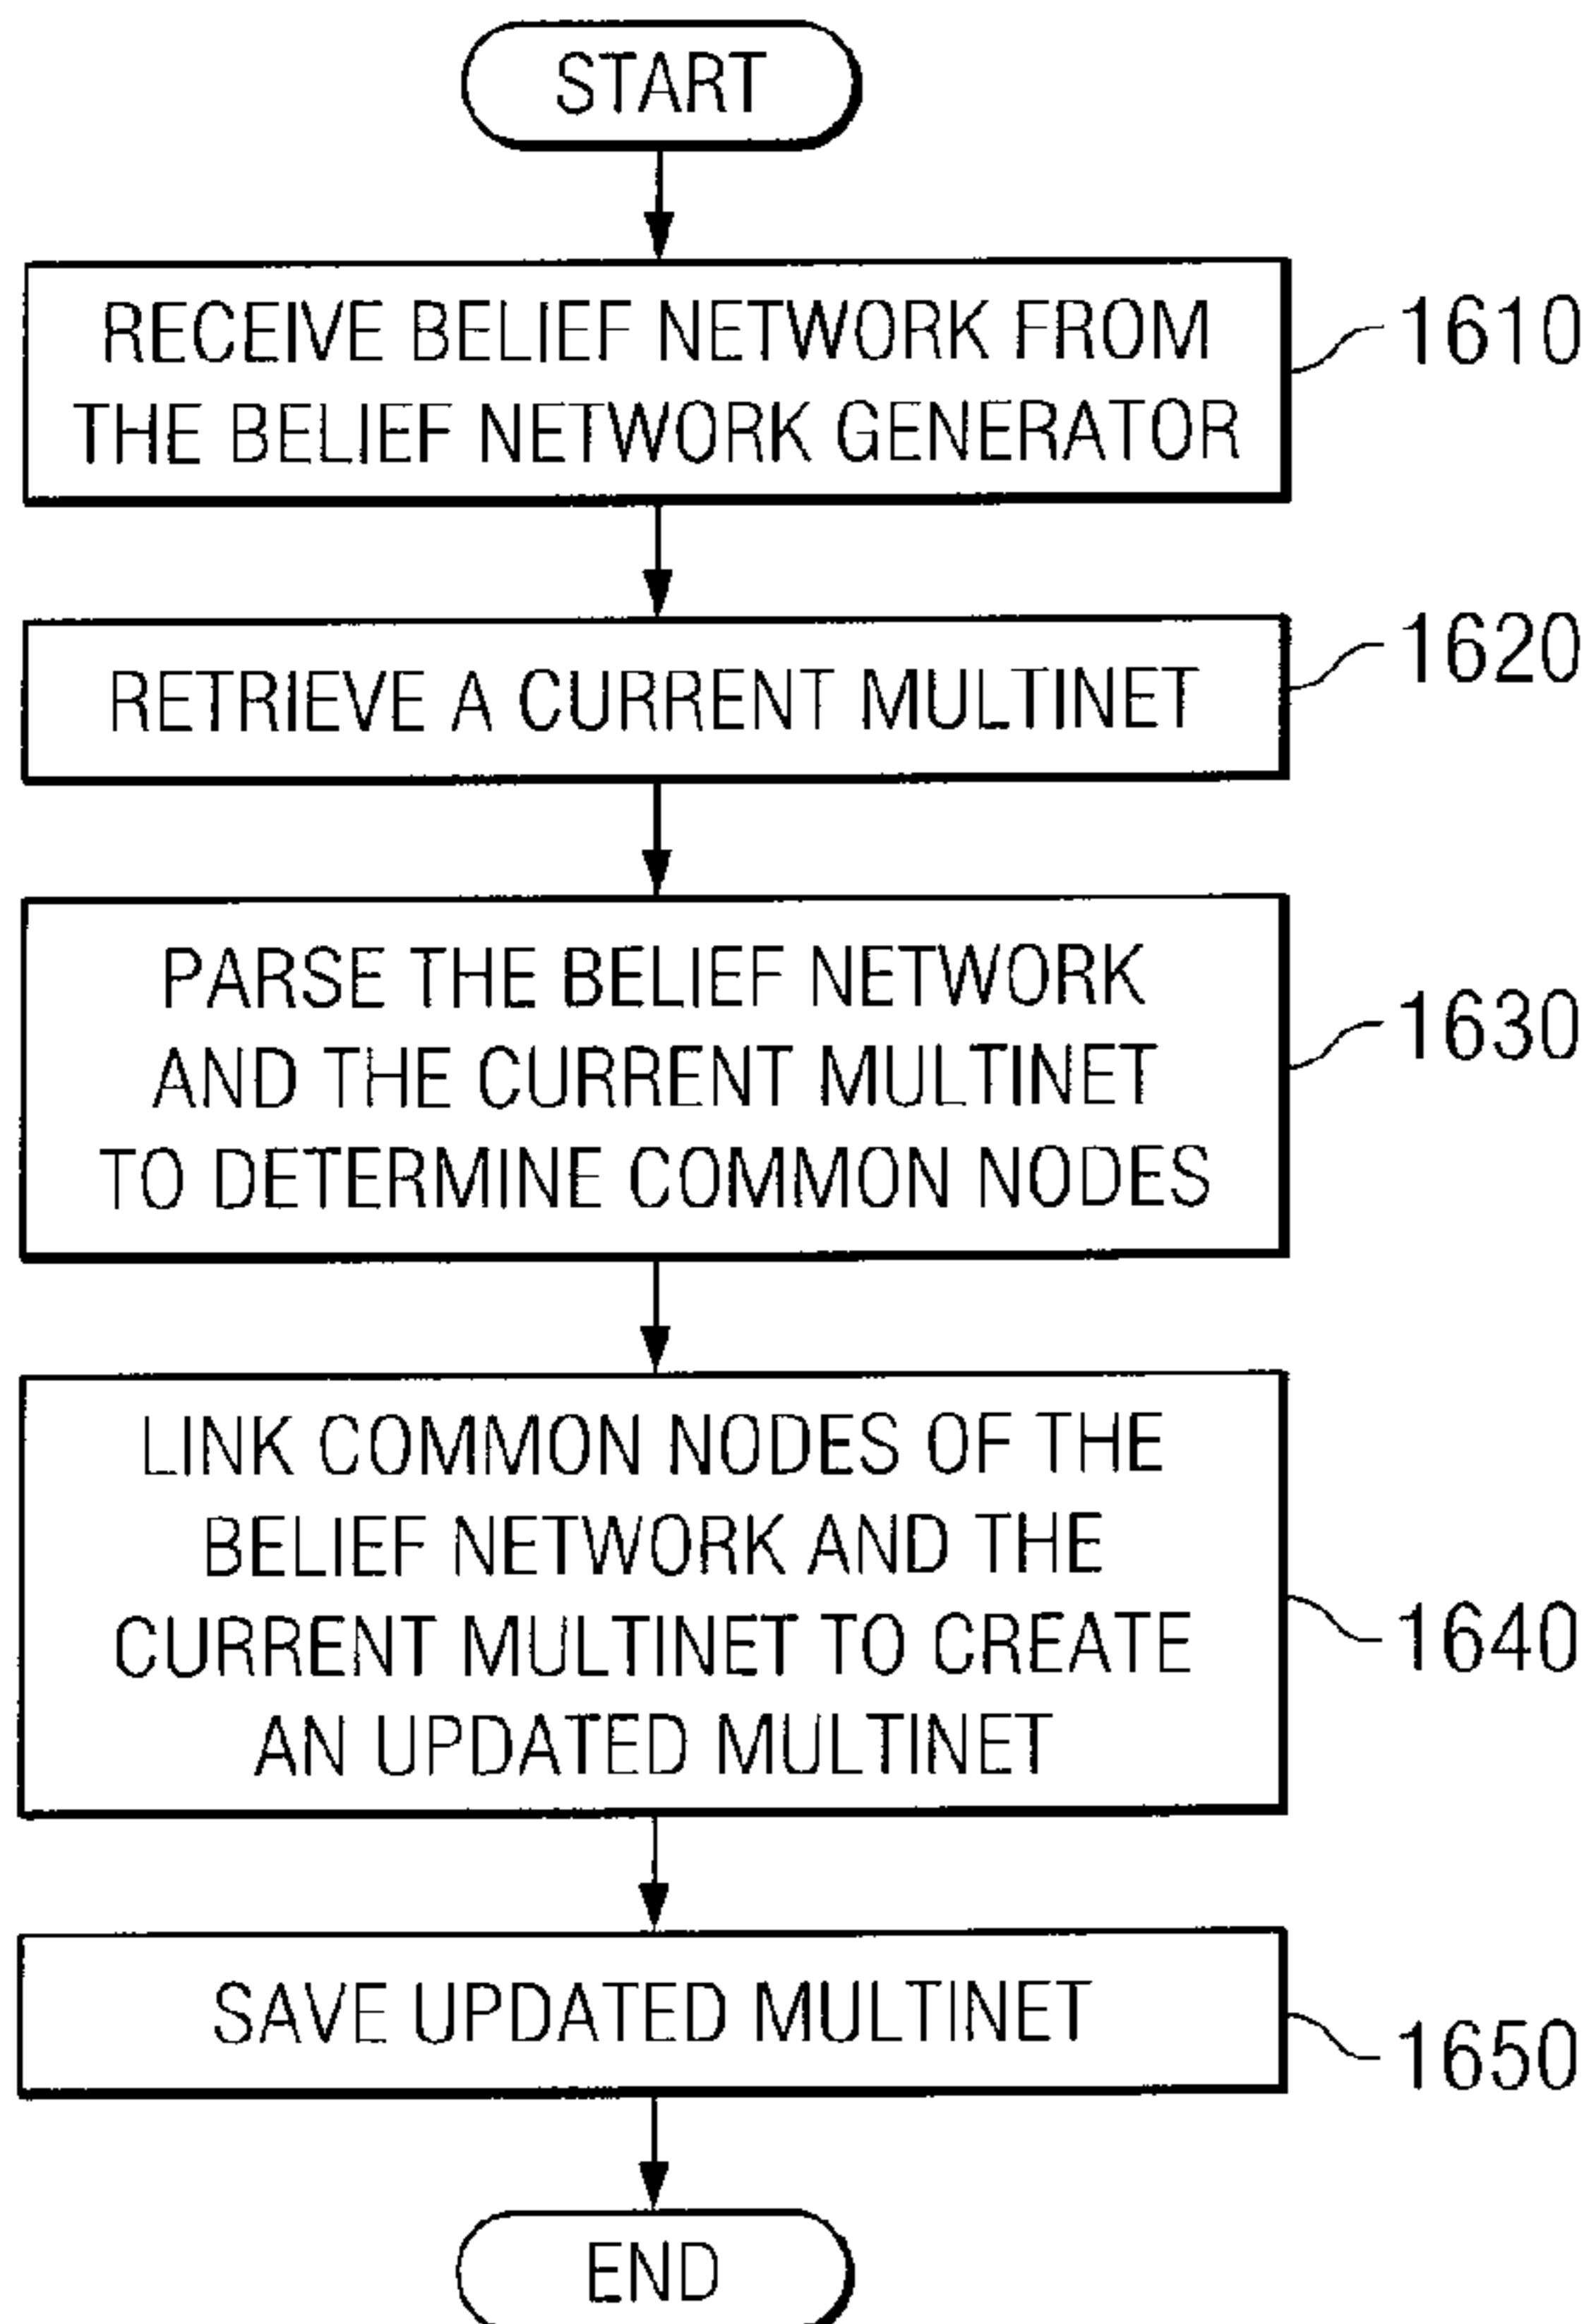 START
RECEIVE BELIEF NETWORK FROM
THE BELIEF NETWORK GENERATOR
1610
RETRIEVE A CURRENT MULTINET
1620
PARSE THE BELIEF NETWORK
AND THE CURRENT MULTINET
TO DETERMINE COMMON NODES
1630
LINK COMMON NODES OF THE
BELIEF NETWORK AND THE
CURRENT MULTINET TO CREATE
AN UPDATED MULTINET
1640
SAVE UPDATED MULTINET
1650
END